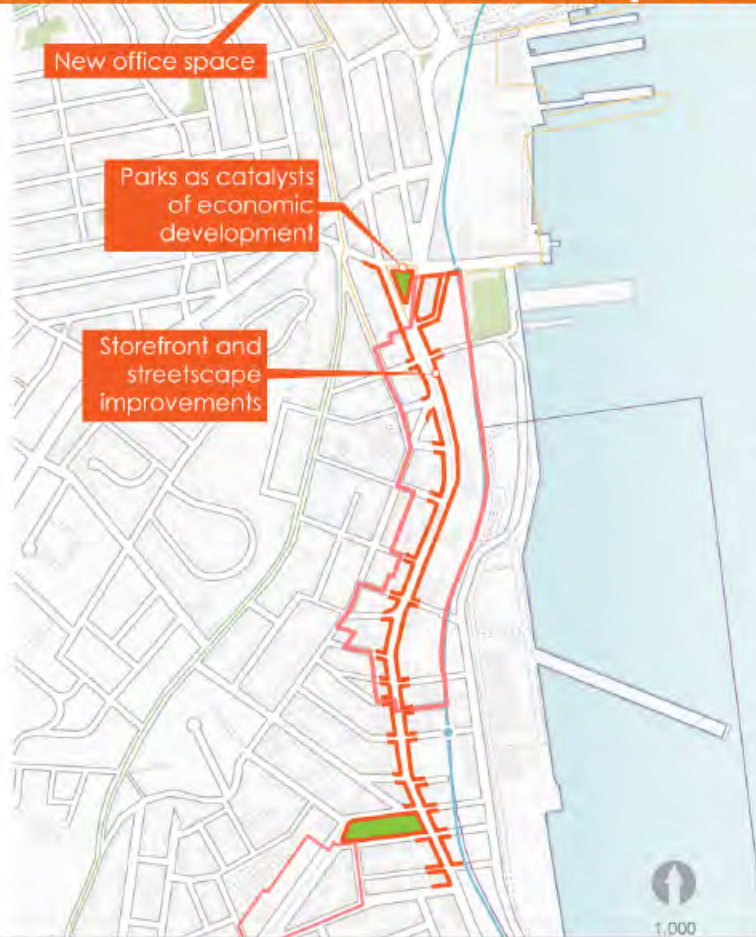 New office space
Parks as catalysts
of economic
development
Storefront and
streetscape
improvements
1,000